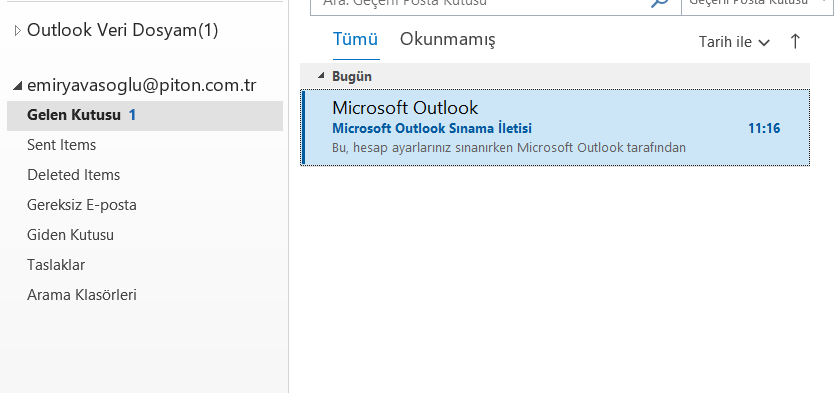 Outlook Veri Dosyam(1)
emiryavasoglu@piton.com.tr
Gelen Kutusu 1
Sent Items
Deleted Items
Gereksiz E-posta
Giden Kutusu
Taslaklar
Arama Klasörleri
Ara: Geçerli Posta Kutusu
Geçerli Posta Kutusu
Tümü Okunmamış
Tarih ile
Bugün
Microsoft Outlook
Microsoft Outlook Sınama İletisi 11:16
Bu, hesap ayarlarınız sınanırken Microsoft Outlook tarafından